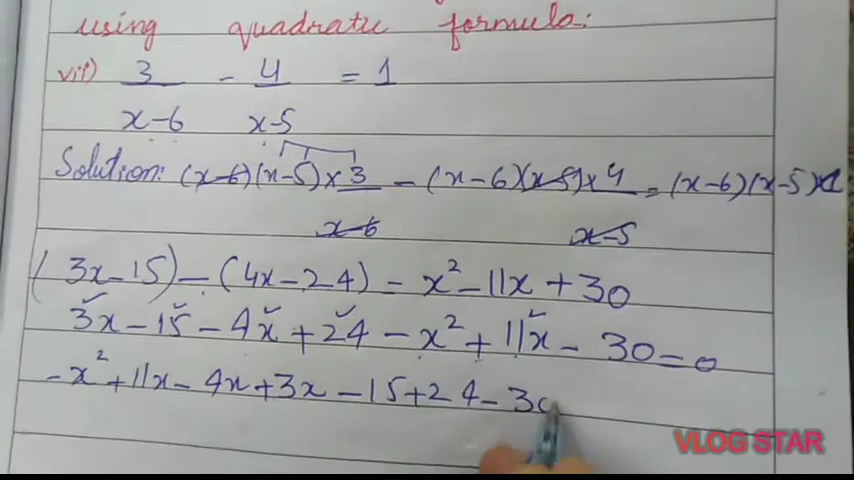 using quadratic formula:
vii) 3/x-6 - 4/x-5 = 1
Solution: (x-6)(x-5)×3/x-6 - (x-6)(x-5)×4/x-5 = (x-6)(x-5)×1
(3x-15)-(4x-24) - x²-11x+30
3x-15-4x+24-x²+11x-30=0
-x²+11x-4x+3x-15+24-30
VLOG STAR